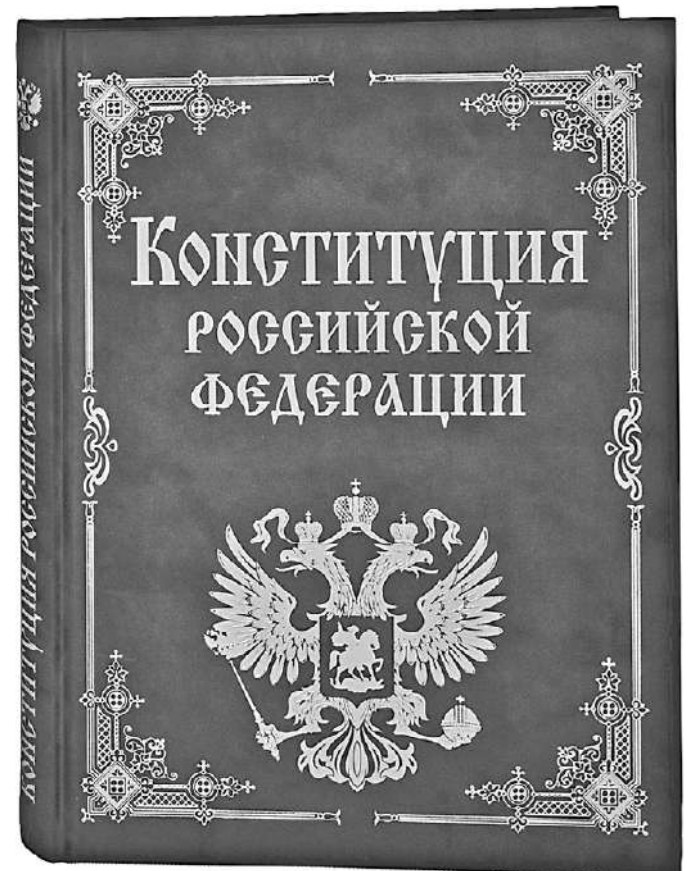 Конституция
российской
федерации
конституция российской федерации